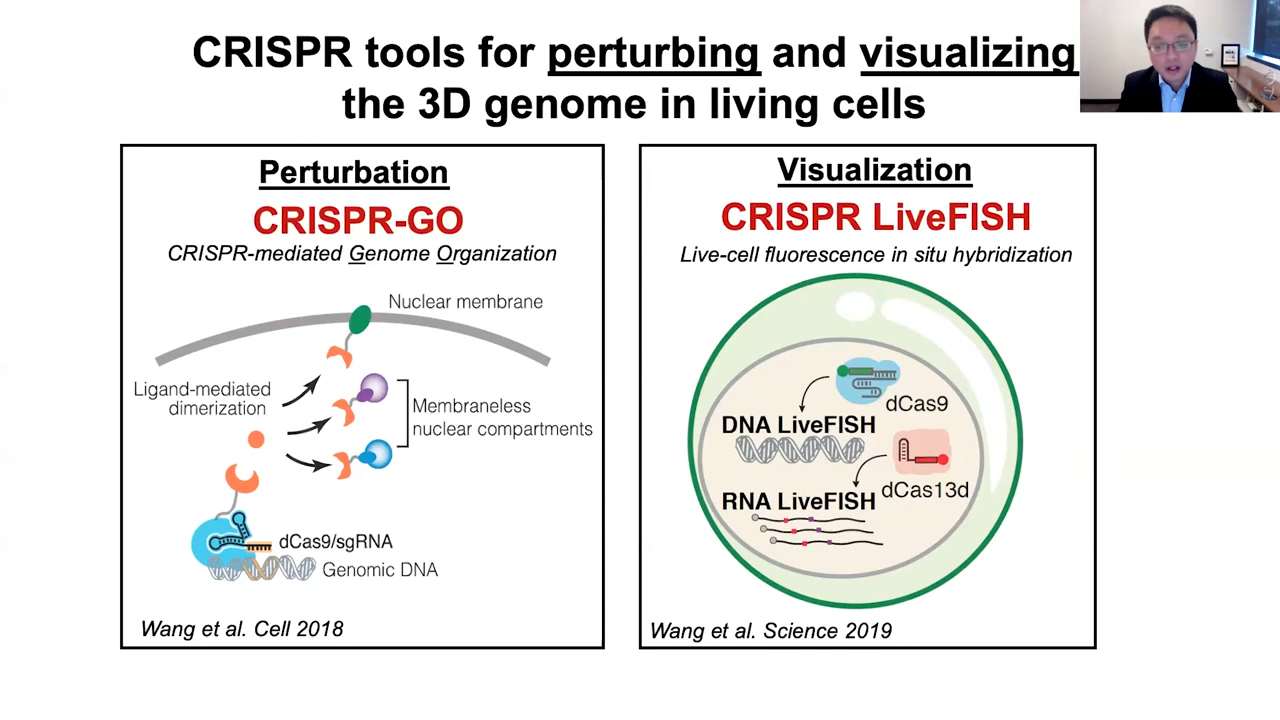 CRISPR tools for perturbing and visualizing
the 3D genome in living cells
Perturbation
CRISPR-GO
CRISPR-mediated Genome Organization
Nuclear membrane
Ligand-mediated
dimerization
Membraneless
nuclear compartments
dCas9/sgRNA
Genomic DNA
Wang et al. Cell 2018
Visualization
CRISPR LiveFISH
Live-cell fluorescence in situ hybridization
dCas9
DNA LiveFISH
dCas13d
RNA LiveFISH
Wang et al. Science 2019